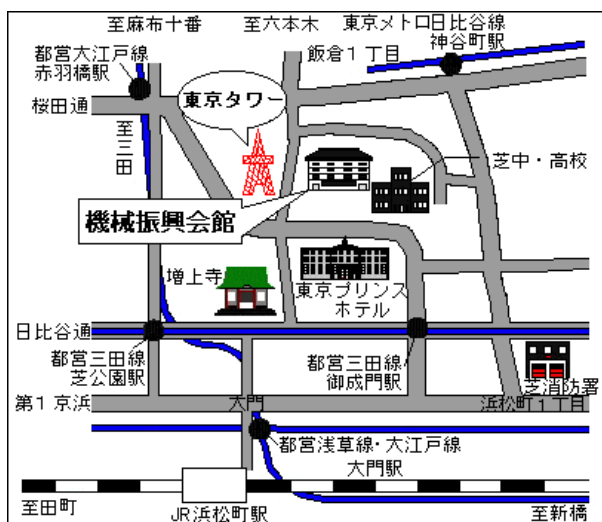 至麻布十番
至六本木
東京メトロ日比谷線
神谷町駅
都営大江戸線
赤羽橋駅
飯倉1丁目
桜田通
東京タワー
至三田
芝中・高校
機械振興会館
増上寺
東京プリンス
ホテル
日比谷通
都営三田線
芝公園駅
都営三田線
御成門駅
芝消防署
第1京浜
大門
浜松町1丁目
都営浅草線・大江戸線
大門駅
至田町
JR浜松町駅
至新橋